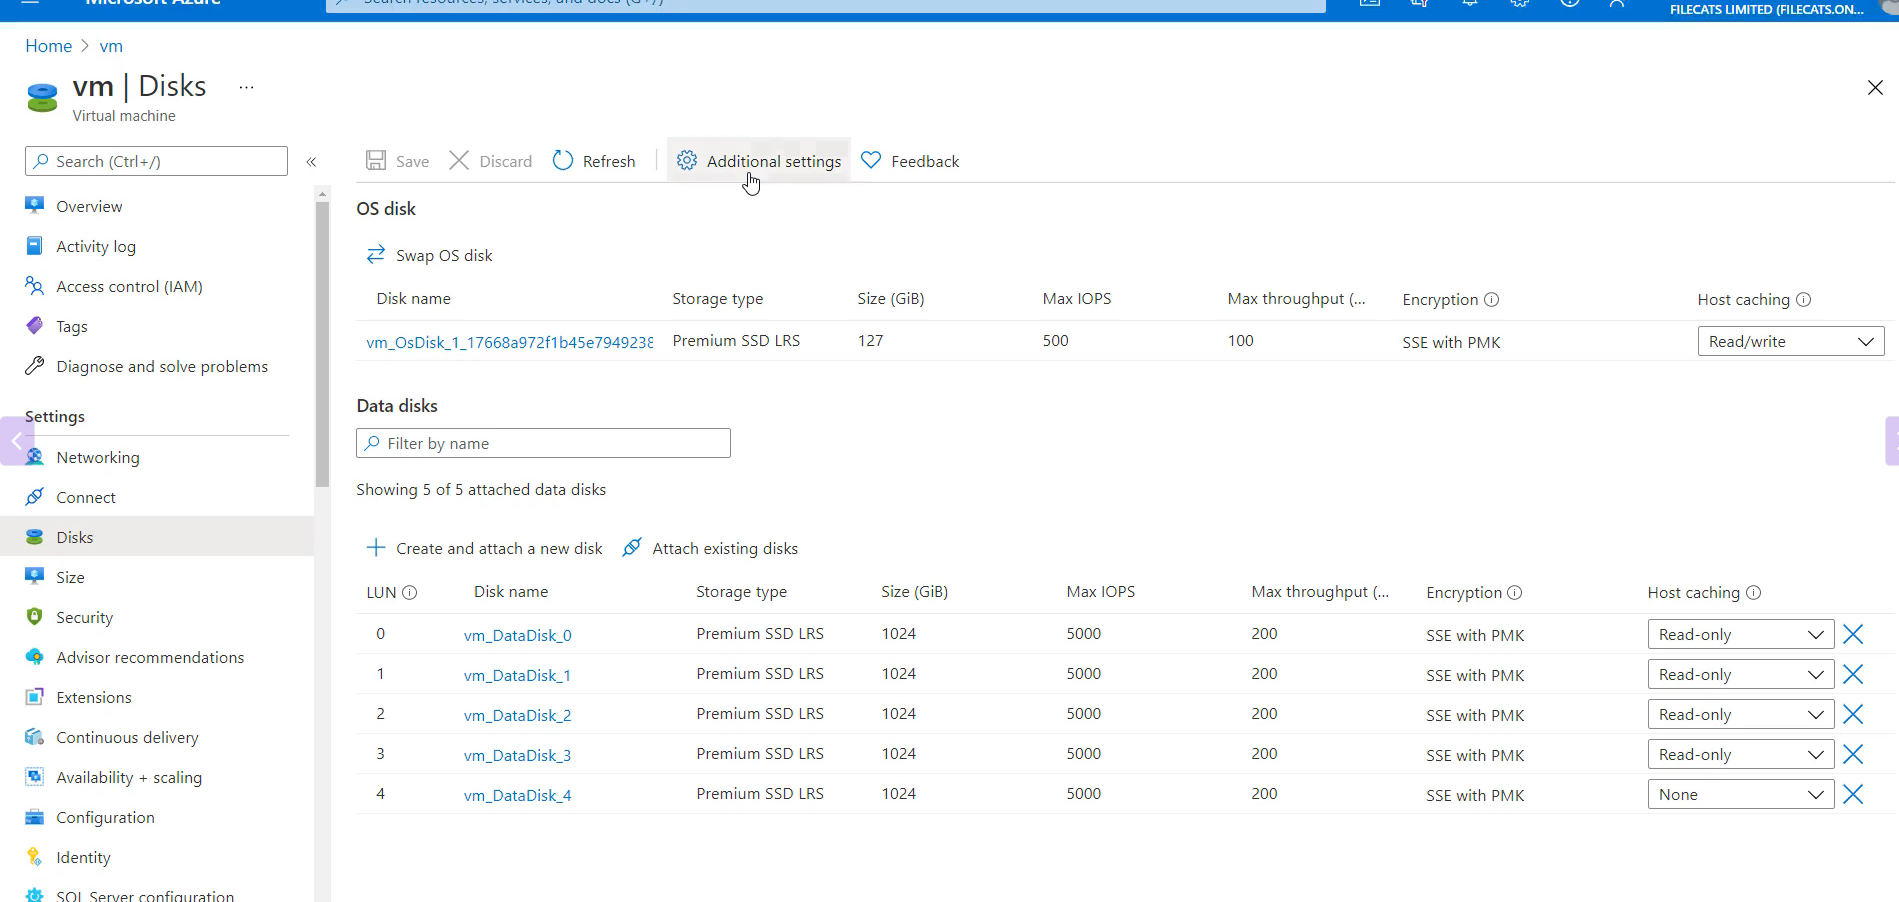 Microsoft Azure
Search resources, services, and docs (G+/)
FILECATS LIMITED (FILECATS.ON...
Home > vm
vm | Disks ...
Virtual machine
Search (Ctrl+/)
«
Overview
Activity log
Access control (IAM)
Tags
Diagnose and solve problems
Settings
Networking
Connect
Disks
Size
Security
Advisor recommendations
Extensions
Continuous delivery
Availability + scaling
Configuration
Identity
SQL Server configuration
Save Discard Refresh Additional settings Feedback
OS disk
Swap OS disk
Disk name Storage type Size (GiB) Max IOPS Max throughput (... Encryption Host caching
vm_OsDisk_1_17668a972f1b45e7949238 Premium SSD LRS 127 500 100 SSE with PMK Read/write
Data disks
Filter by name
Showing 5 of 5 attached data disks
Create and attach a new disk Attach existing disks
LUN Disk name Storage type Size (GiB) Max IOPS Max throughput (... Encryption Host caching
0 vm_DataDisk_0 Premium SSD LRS 1024 5000 200 SSE with PMK Read-only
1 vm_DataDisk_1 Premium SSD LRS 1024 5000 200 SSE with PMK Read-only
2 vm_DataDisk_2 Premium SSD LRS 1024 5000 200 SSE with PMK Read-only
3 vm_DataDisk_3 Premium SSD LRS 1024 5000 200 SSE with PMK Read-only
4 vm_DataDisk_4 Premium SSD LRS 1024 5000 200 SSE with PMK None